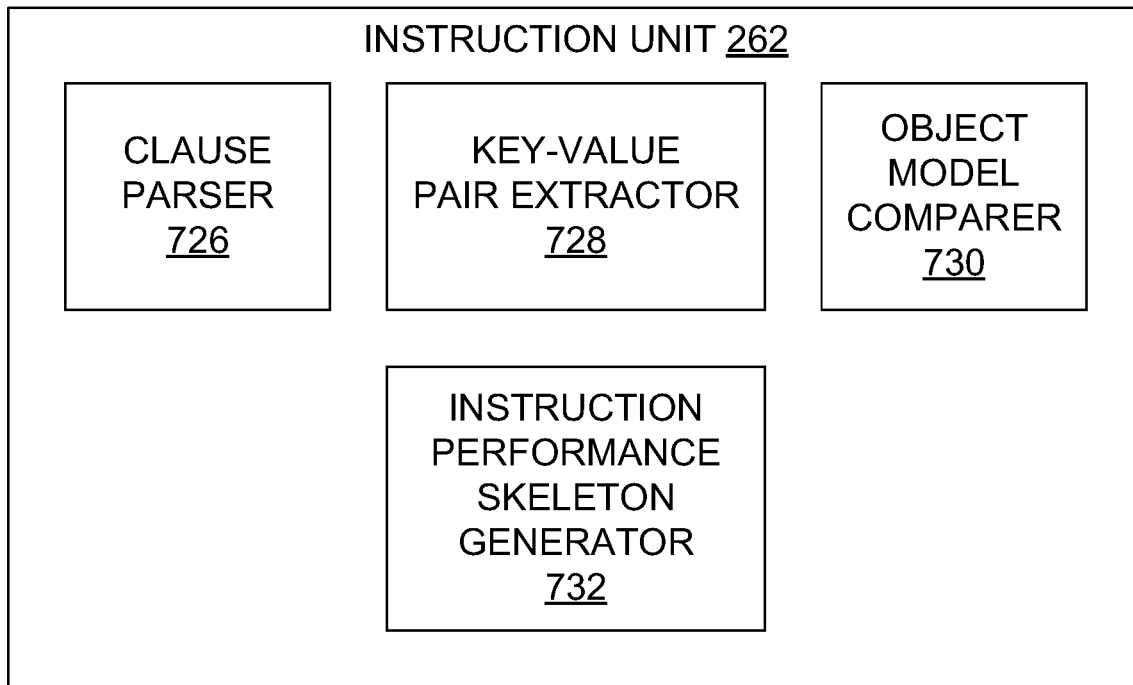 INSTRUCTION UNIT 262
CLAUSE
PARSER
726
KEY-VALUE
PAIR EXTRACTOR
728
OBJECT
MODEL
COMPARER
730
INSTRUCTION
PERFORMANCE
SKELETON
GENERATOR
732